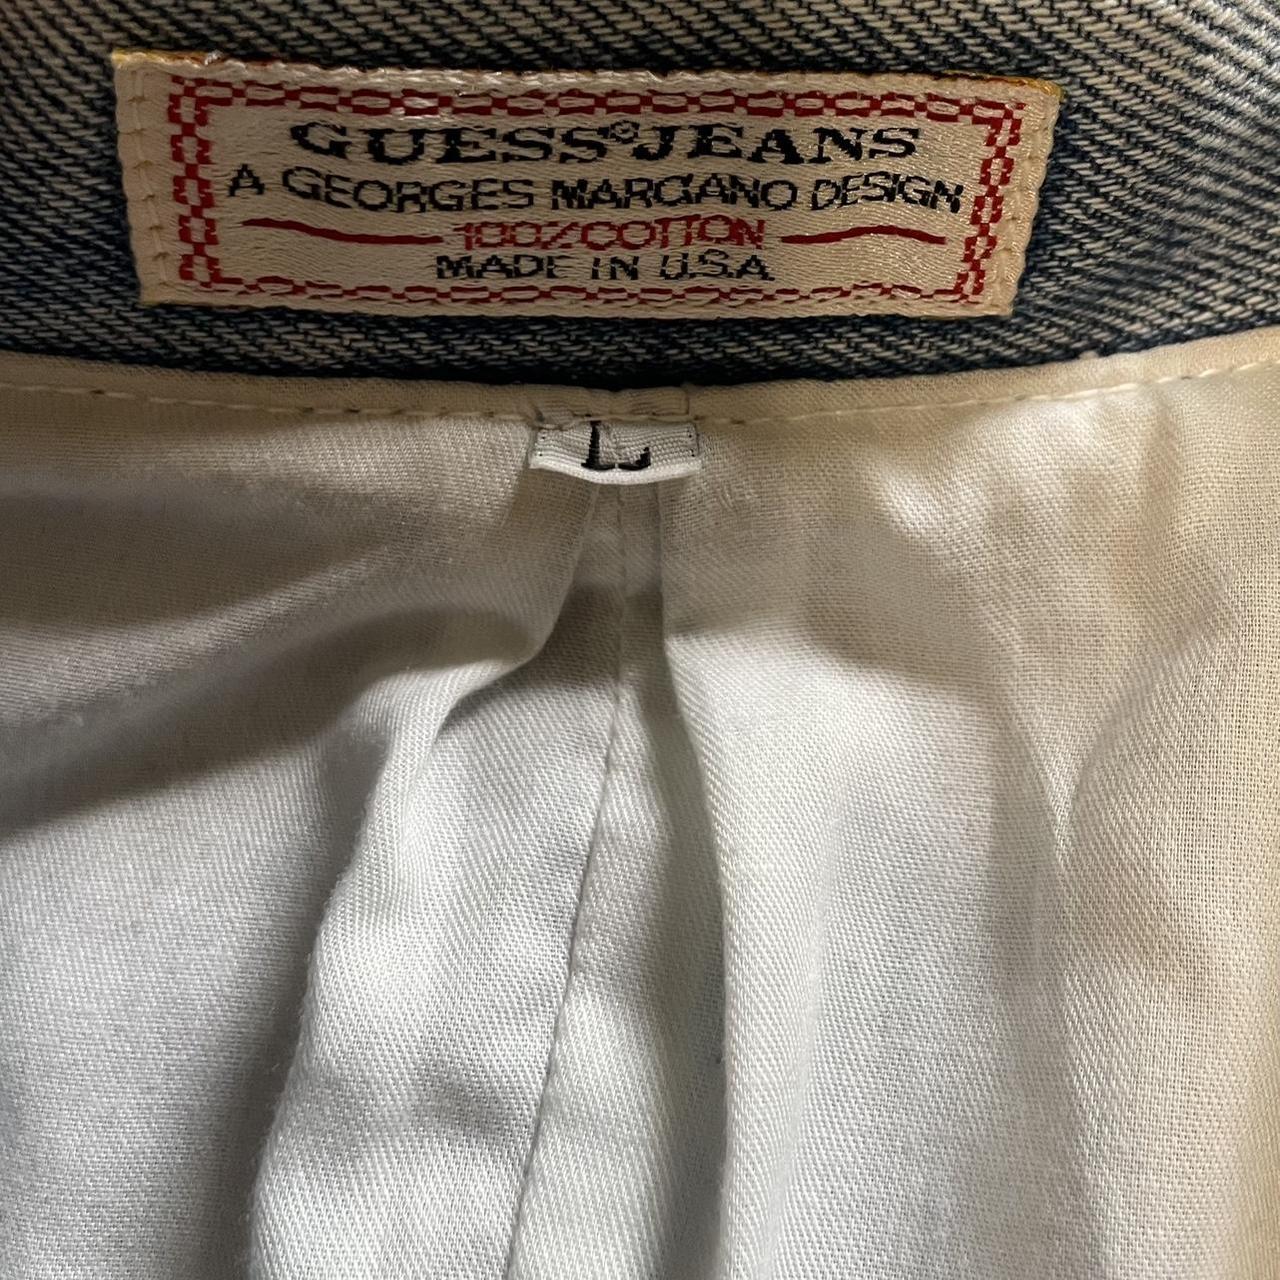 GUESS®JEANS
A GEORGES MARCIANO DESIGN
100%COTTON
MADE IN U.S.A.
L